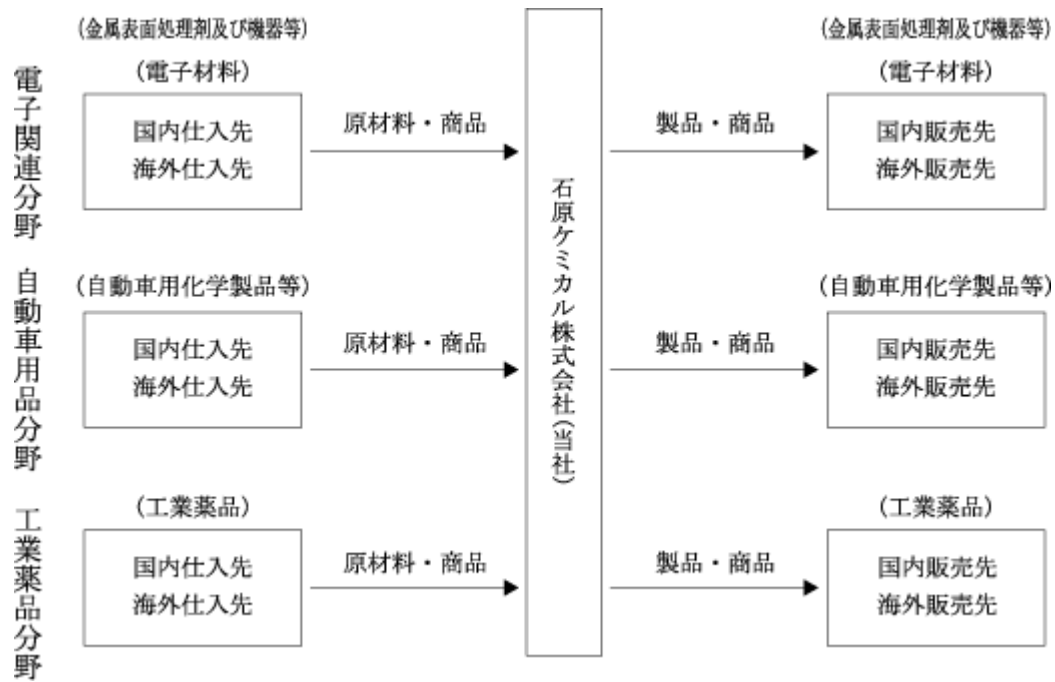 電子関連分野
(金属表面処理剤及び機器等)
(電子材料)
国内仕入先
海外仕入先
原材料・商品
製品・商品
(金属表面処理剤及び機器等)
(電子材料)
国内販売先
海外販売先
石原ケミカル株式会社(当社)
自動車用品分野
(自動車用化学製品等)
国内仕入先
海外仕入先
原材料・商品
製品・商品
(自動車用化学製品等)
国内販売先
海外販売先
工業薬品分野
(工業薬品)
国内仕入先
海外仕入先
原材料・商品
製品・商品
(工業薬品)
国内販売先
海外販売先